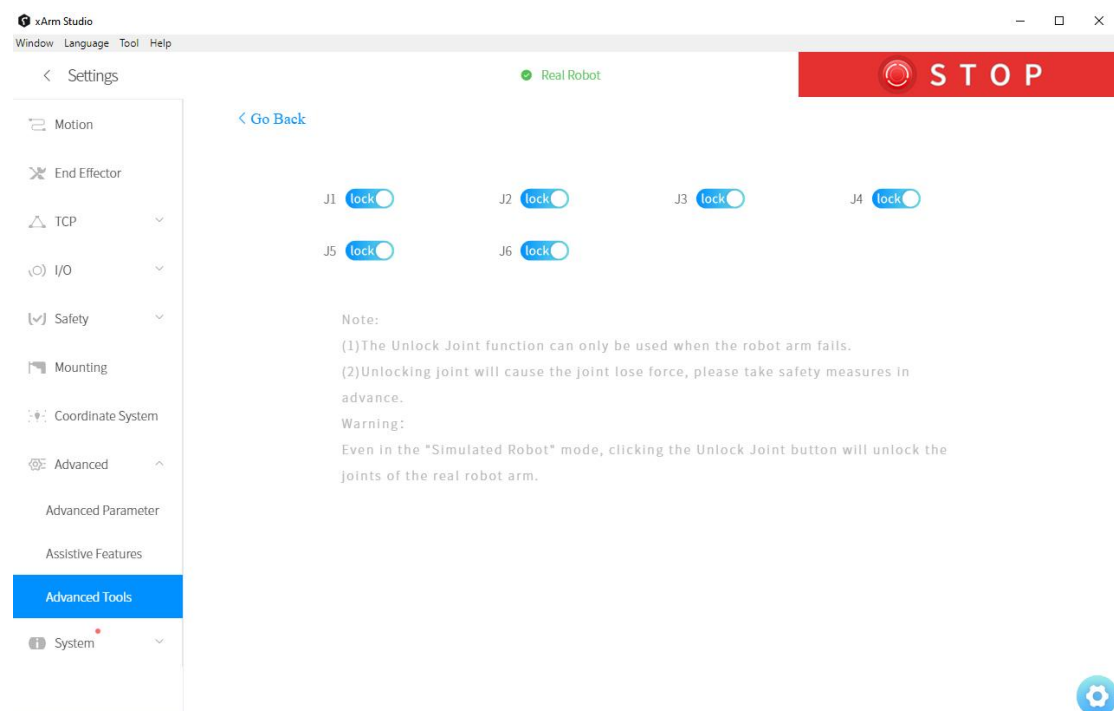 xArm Studio
Window Language Tool Help
Settings
Real Robot
STOP
Motion
Go Back
End Effector
TCP
I/O
Safety
Mounting
Coordinate System
Advanced
Advanced Parameter
Assistive Features
Advanced Tools
System
J1 lock J2 lock J3 lock J4 lock
J5 lock J6 lock
Note:
(1)The Unlock Joint function can only be used when the robot arm fails.
(2)Unlocking joint will cause the joint lose force, please take safety measures in
advance.
Warning:
Even in the "Simulated Robot" mode, clicking the Unlock Joint button will unlock the
joints of the real robot arm.